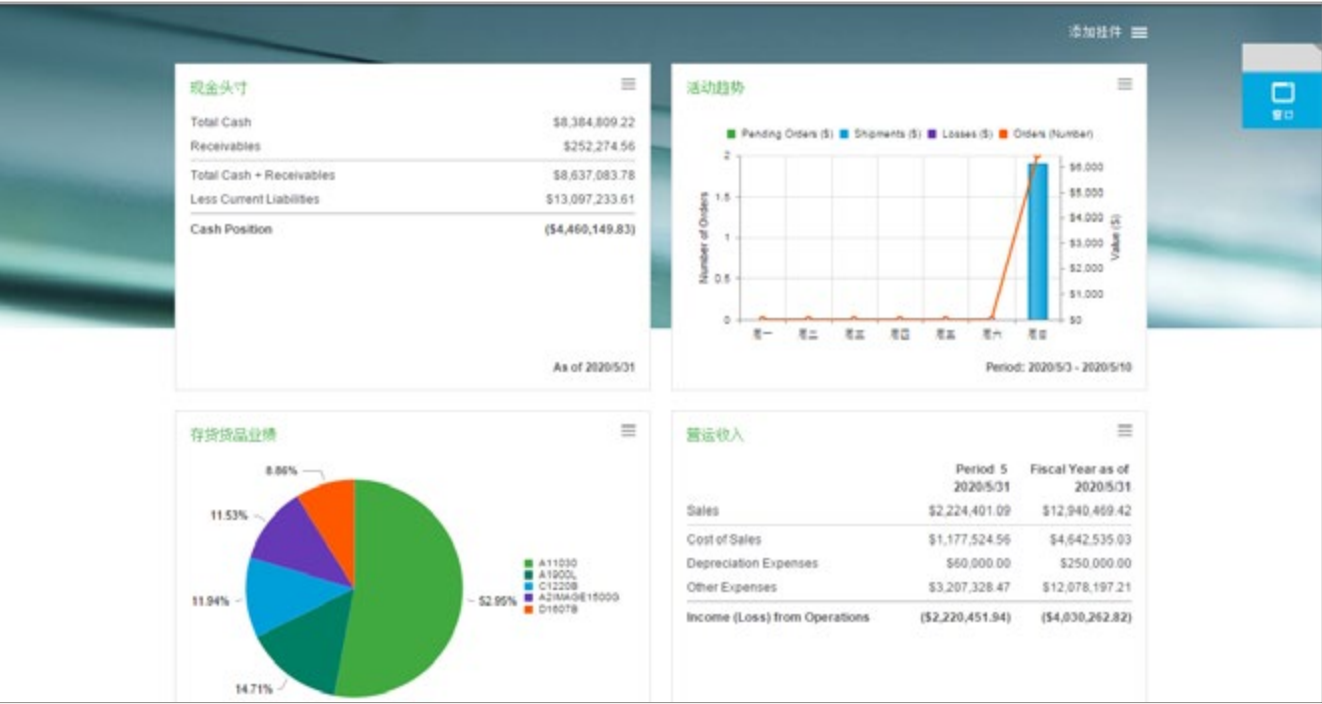 添加挂件
窗口
现金头寸
Total Cash $8,384,809.22
Receivables $252,274.56
Total Cash + Receivables $8,637,083.78
Less Current Liabilities $13,097,233.61
Cash Position ($4,460,149.83)
As of 2020/5/31
活动趋势
Pending Orders ($) Shipments ($) Losses ($) Orders (Number)
Number of Orders
2
1.5
1
0.5
0
$6,000
$5,000
$4,000
$3,000
$2,000
$1,000
$0
Value ($)
周一 周二 周三 周四 周五 周六 周日
Period: 2020/5/3 - 2020/5/10
存货货品业绩
8.86%
11.53%
11.94%
14.71%
52.95%
A11030
A1900L
C1220B
A2IMAGE1500G
D1607B
营运收入
Period 5 Fiscal Year as of
2020/5/31 2020/5/31
Sales $2,224,401.09 $12,940,469.42
Cost of Sales $1,177,524.56 $4,642,535.03
Depreciation Expenses $60,000.00 $250,000.00
Other Expenses $3,207,328.47 $12,078,197.21
Income (Loss) from Operations ($2,220,451.94) ($4,030,262.82)